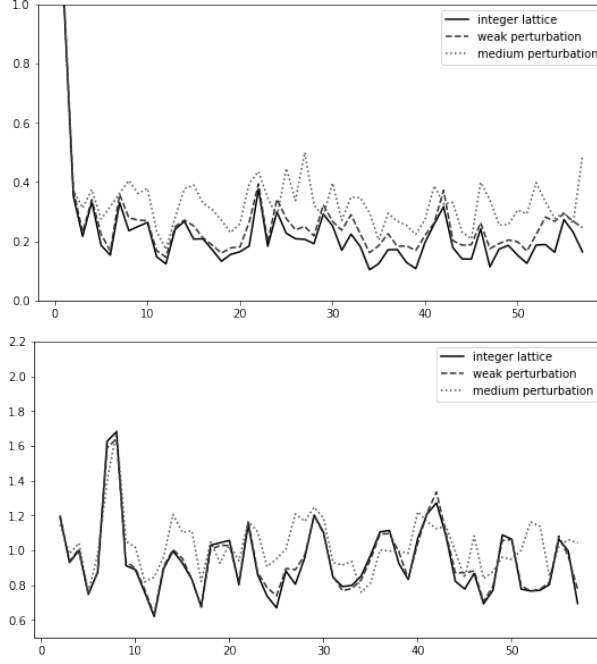 1.0
0.8
0.6
0.4
0.2
0.0
0 10 20 30 40 50
integer lattice
weak perturbation
medium perturbation
2.2
2.0
1.8
1.6
1.4
1.2
1.0
0.8
0.6
0 10 20 30 40 50
integer lattice
weak perturbation
medium perturbation